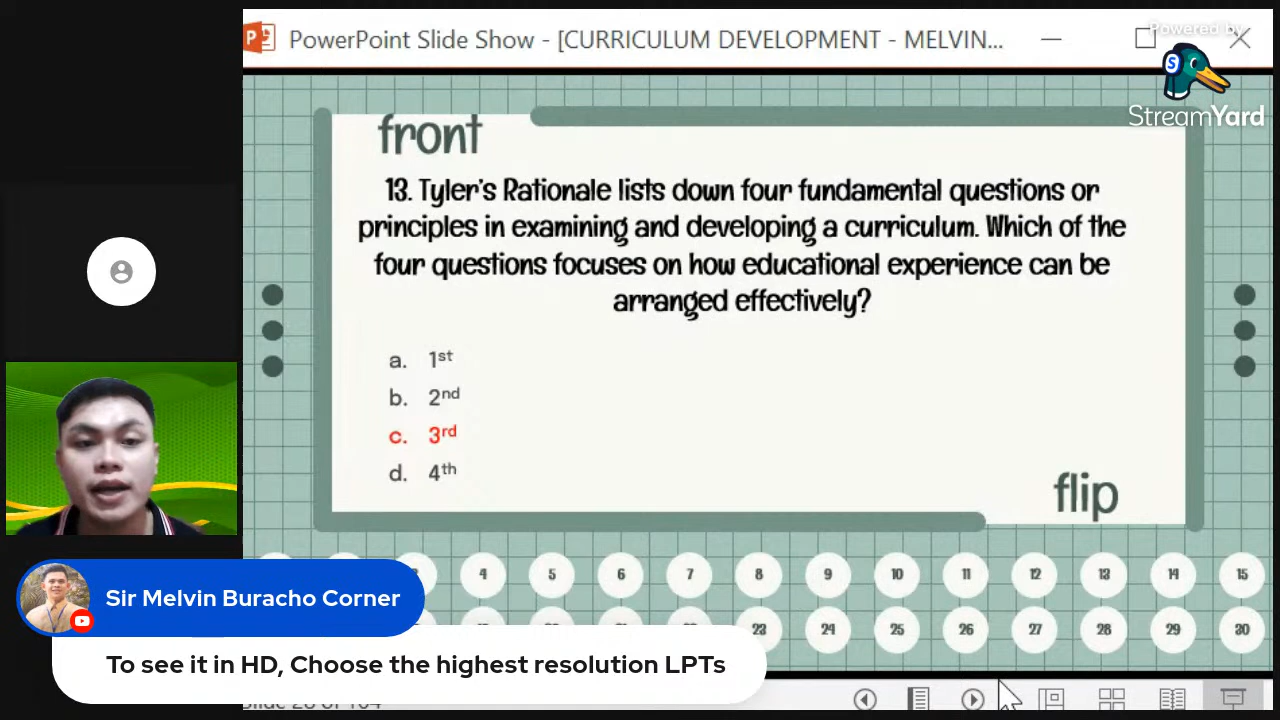 PowerPoint Slide Show - [CURRICULUM DEVELOPMENT - MELVIN...
Powered by
StreamYard
front
13. Tyler's Rationale lists down four fundamental questions or
principles in examining and developing a curriculum. Which of the
four questions focuses on how educational experience can be
arranged effectively?
a. 1st
b. 2nd
c. 3rd
d. 4th
flip
4 5 6 7 8 9 10 11 12 13 14 15
23 24 25 26 27 28 29 30
Sir Melvin Buracho Corner
To see it in HD, Choose the highest resolution LPTs